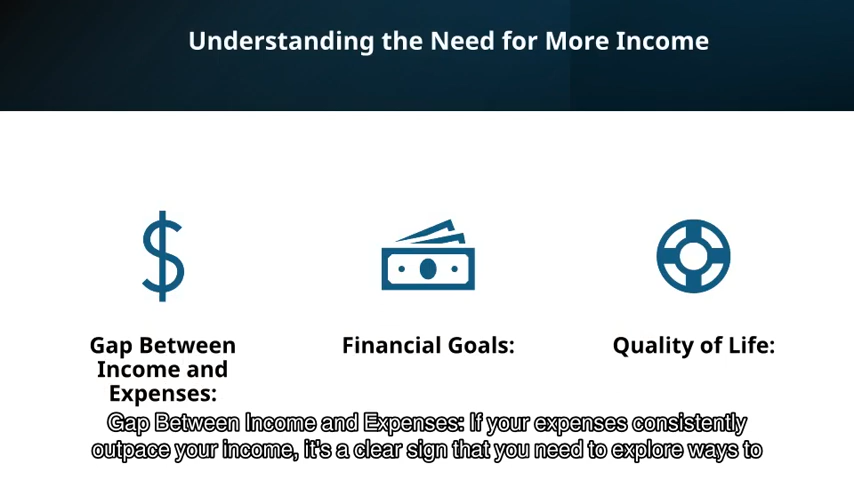 Understanding the Need for More Income
Gap Between
Income and
Expenses:
Financial Goals:
Quality of Life:
Gap Between Income and Expenses: If your expenses consistently
outpace your income, it's a clear sign that you need to explore ways to